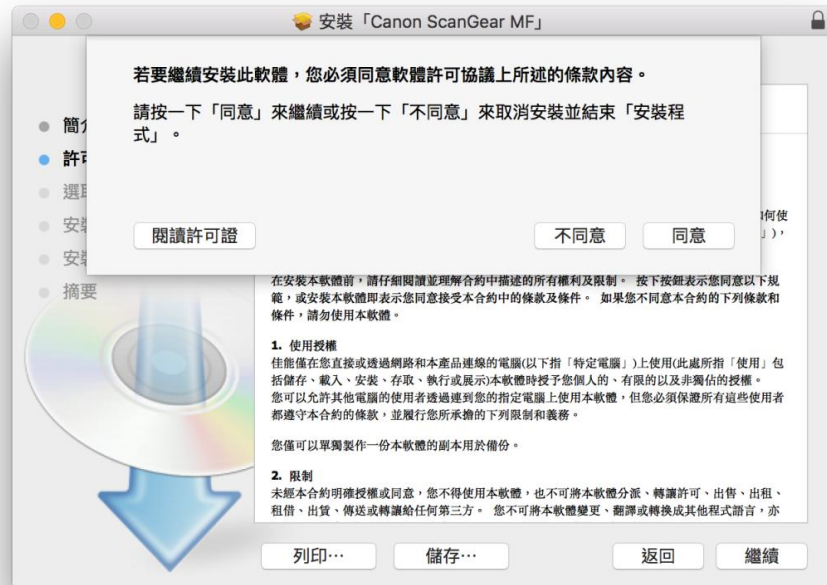 安裝「Canon ScanGear MF」
若要繼續安裝此軟體，您必須同意軟體許可協議上所述的條款內容。
請按一下「同意」來繼續或按一下「不同意」來取消安裝並結束「安裝程
式」。
閱讀許可證
不同意
同意
簡介
許可
選取
安裝
安裝
摘要
何使
」)，
在安裝本軟體前，請仔細閱讀並理解合約中描述的所有權利及限制。 按下按鈕表示您同意以下規
範，或安裝本軟體即表示您同意接受本合約中的條款及條件。 如果您不同意本合約的下列條款和
條件，請勿使用本軟體。
1. 使用授權
佳能僅在您直接或透過網路和本產品連線的電腦(以下指「特定電腦」)上使用(此處所指「使用」包
括儲存、載入、安裝、存取、執行或展示)本軟體時授予您個人的、有限的以及非獨佔的授權。
您可以允許其他電腦的使用者透過連到您的指定電腦上使用本軟體，但您必須保證所有這些使用者
都遵守本合約的條款，並履行您所承擔的下列限制和義務。
您僅可以單獨製作一份本軟體的副本用於備份。
2. 限制
未經本合約明確授權或同意，您不得使用本軟體，也不可將本軟體分派、轉讓許可、出售、出租、
租借、出賃、傳送或轉讓給任何第三方。 您不可將本軟體變更、翻譯或轉換成其他程式語言，亦
列印⋯
儲存⋯
返回
繼續